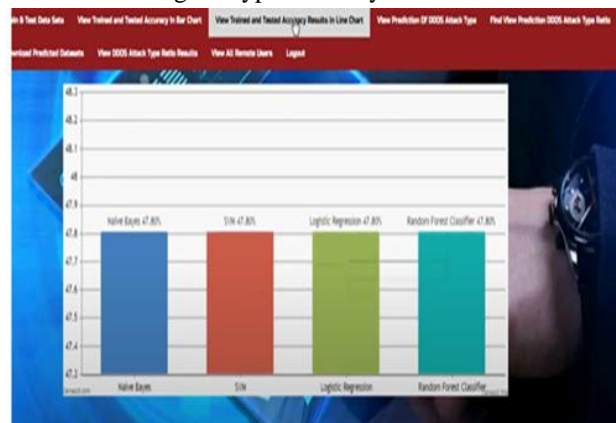 in & Test Data Sets View Trained and Tested Accuracy in Bar Chart View Trained and Tested Accuracy Results in Line Chart View Prediction Of DDOS Attack Type Find View Prediction DDOS Attack Type Ratio
Download Predicted Datasets View DDOS Attack Type Ratio Results View All Remote Users Logout
48.3
48.2
48.1
48
47.9
Naive Bayes 47.80% SVM 47.80% Logistic Regression 47.80% Random Forest Classifier 47.80%
47.8
47.7
47.6
47.5
47.4
47.3
Naive Bayes SVM Logistic Regression Random Forest Classifier